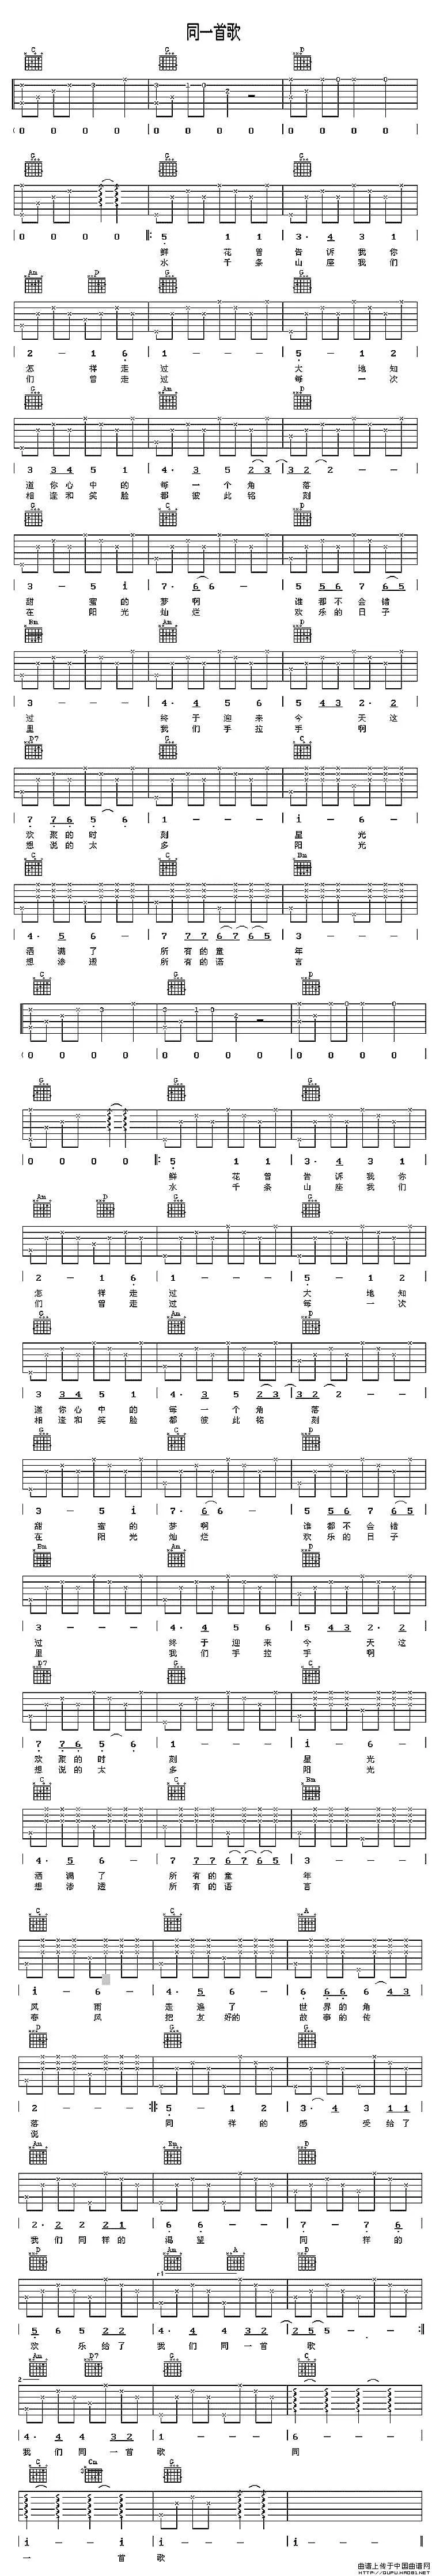 同一首歌
C G D
(0 0 0 0 | 0 0 0 0 | 0 0 0 0 |
G G G
0 0 0 0 |: 5 1 1 | 3· 4 3 1 |
鲜 花曾 告诉我你
水 千条 山座我们
Am D G G
2 - 1 6 | 1 - - - | 5 - 1 2 |
怎 样走过 大 地知
们 曾走过 每 一次
G Am D
3 3 4 5 1 | 4· 3 5 2 3 | 3 2 2 - - |
道你心中的 每一个角 落
相逢和笑脸 都彼此铭 刻
G C D
3 - 5 i | 7· 6 6 - | 5 5 6 7 6 5 |
甜 蜜的 梦啊 谁都不会错
在 阳光 灿烂 欢乐的日子
Bm Am D
3 - - - | 4· 4 5 6 | 5 4 3 2· 2 |
过 终于迎来 今 天这
里 我们手拉 手 啊
D7 G C
7 7 6 5 6 | 1 - - - | i - 6 - |
欢聚的时 刻 星 光
想说的太 多 阳 光
C C Bm
4· 5 6 - | 7 7 7 6 7 6 5 | 3 - - - |
洒满了 所有的童 年
想渗透 所有的语 言
C G D
(0 0 0 0 | 0 0 0 0 | 0 0 0 0 |
G G G
0 0 0 0 |: 5 1 1 | 3· 4 3 1 |
鲜 花曾 告诉我你
水 千条 山座我们
Am D G G
2 - 1 6 | 1 - - - | 5 - 1 2 |
怎 样走过 大 地知
们 曾走过 每 一次
G Am D
3 3 4 5 1 | 4· 3 5 2 3 | 3 2 2 - - |
道你心中的 每一个角 落
相逢和笑脸 都彼此铭 刻
G C D
3 - 5 i | 7· 6 6 - | 5 5 6 7 6 5 |
甜 蜜的 梦啊 谁都不会错
在 阳光 灿烂 欢乐的日子
Bm Am D
3 - - - | 4· 4 5 6 | 5 4 3 2· 2 |
过 终于迎来 今 天这
里 我们手拉 手 啊
D7 G C
7 7 6 5 6 | 1 - - - | i - 6 - |
欢聚的时 刻 星 光
想说的太 多 阳 光
C C Bm
4· 5 6 - | 7 7 7 6 7 6 5 | 3 - - - |
洒满了 所有的童 年
想渗透 所有的语 言
C C A
i - 6 - | 4· 5 6 - | 6 6 6 6 4 3 |
风 雨 走遍了 世界的角
春 风 把友好的 故事的传
D G G
2 - - - :||: 5 - 1 2 | 3· 4 3 1 1 |
落 同 样的 感 受给了
说
Am Em D
2· 2 2 2 1 | 6 6 - - | 7 - 7 6 |
我们同样的 渴望 同 样的
D Am A D
5 6 5 2 2 | 4· 4 4 3 2 | 2 5 5 - - :||
欢 乐给了 我们同一首 歌
Am D7 G C
4· 4 4 3 2 | 1 - - - | 6 - - - |
我们同一首 歌 同
G Cm G
i - i - | i - - - | i
一 首 歌
曲谱上传于中国曲谱网
HTTP://QUPU.HAO81.NET